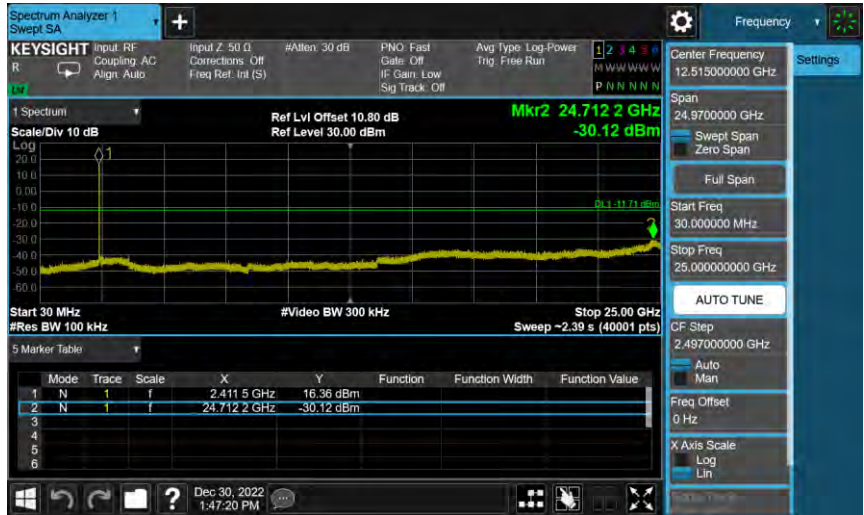 Spectrum Analyzer 1
Swept SA
+
Frequency
KEYSIGHT
R
Input: RF
Coupling: AC
Align: Auto
Input Z: 50 Ω
Corrections: Off
Freq Ref: Int (S)
#Atten: 30 dB
PNO: Fast
Gate: Off
IF Gain: Low
Sig Track: Off
Avg Type: Log-Power
Trig: Free Run
1 2 3 4 5 6
M W W W W W
P N N N N N
Center Frequency
12.515000000 GHz
Settings
Span
24.9700000 GHz
Swept Span
Zero Span
Full Span
Start Freq
30.000000 MHz
Stop Freq
25.000000000 GHz
AUTO TUNE
CF Step
2.497000000 GHz
Auto
Man
Freq Offset
0 Hz
X Axis Scale
Log
Lin
1 Spectrum
Scale/Div 10 dB
Ref Lvl Offset 10.80 dB
Ref Level 30.00 dBm
Mkr2 24.712 2 GHz
-30.12 dBm
Log
1
20.0
10.0
0.00
-10.0
DL1 -11.71 dBm
-20.0
2
-30.0
-40.0
-50.0
-60.0
Start 30 MHz
#Video BW 300 kHz
Stop 25.00 GHz
#Res BW 100 kHz
Sweep ~2.39 s (40001 pts)
5 Marker Table
Mode Trace Scale X Y Function Function Width Function Value
1 N 1 f 2.411 5 GHz 16.36 dBm
2 N 1 f 24.712 2 GHz -30.12 dBm
3
4
5
6
?
Dec 30, 2022
1:47:20 PM